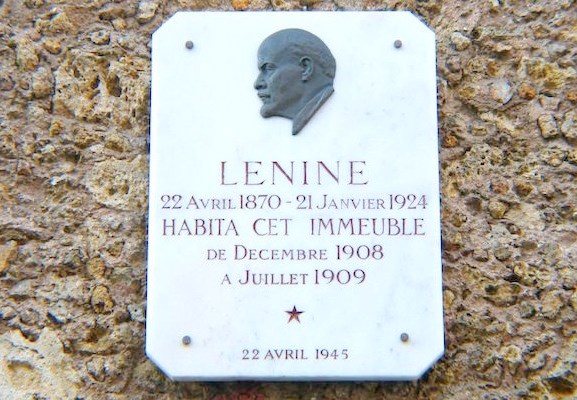 LENINE
22 AVRIL 1870 - 21 JANVIER 1924
HABITA CET IMMEUBLE
DE DECEMBRE 1908
A JUILLET 1909
22 AVRIL 1945